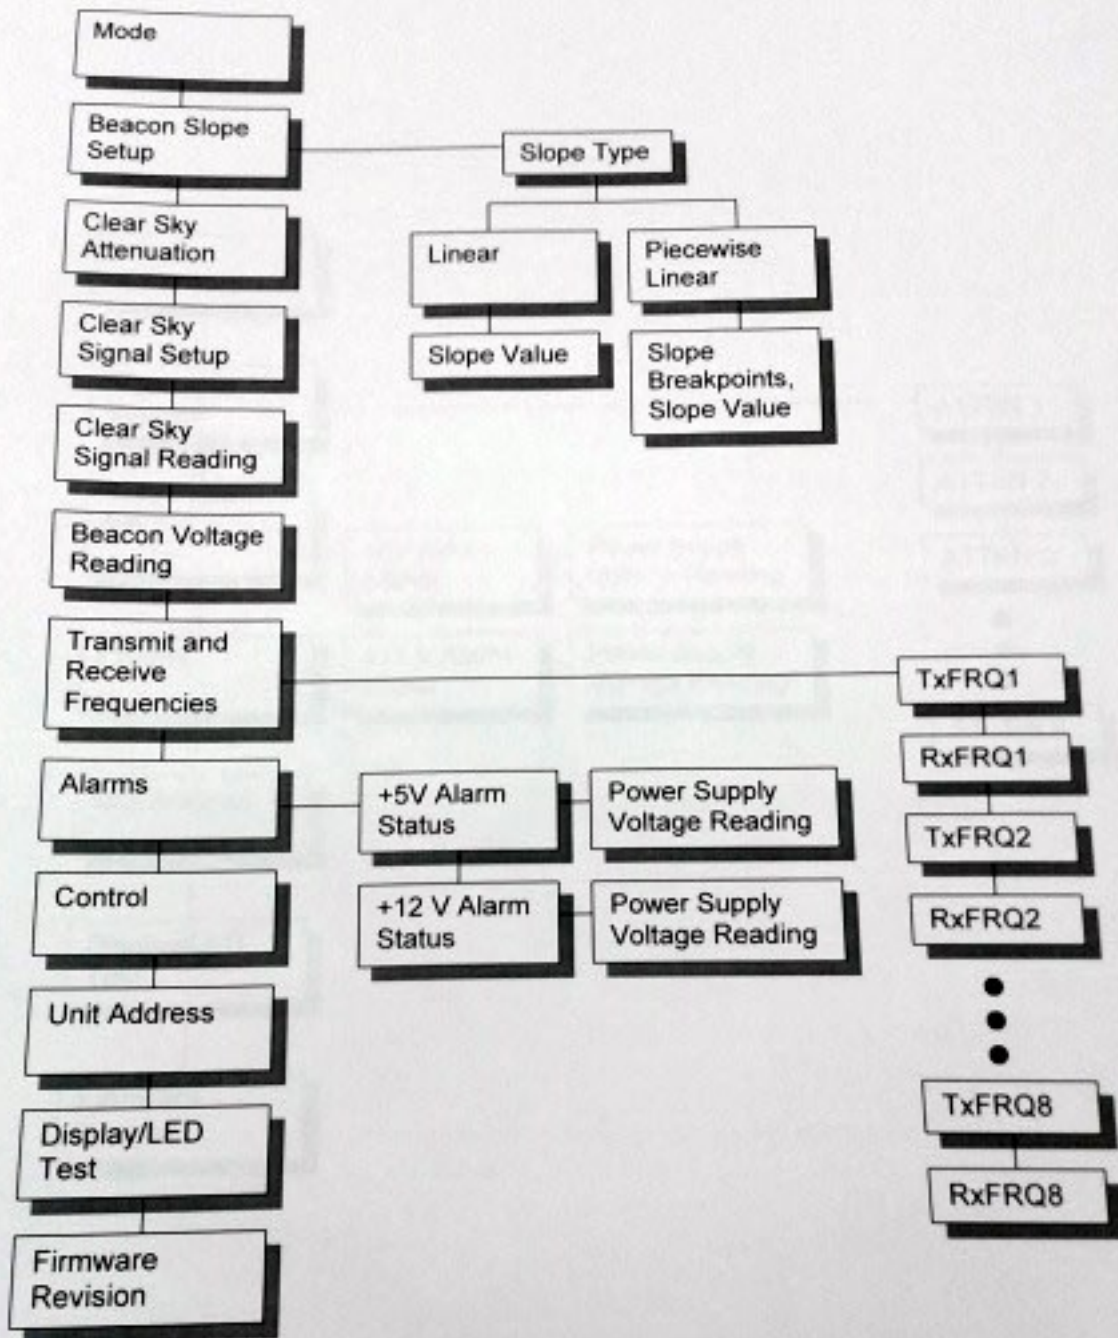 Mode
Beacon Slope
Setup
Slope Type
Clear Sky
Attenuation
Linear
Piecewise
Linear
Clear Sky
Signal Setup
Slope Value
Slope
Breakpoints,
Slope Value
Clear Sky
Signal Reading
Beacon Voltage
Reading
Transmit and
Receive
Frequencies
TxFRQ1
RxFRQ1
TxFRQ2
RxFRQ2
TxFRQ8
RxFRQ8
Alarms
+5V Alarm
Status
Power Supply
Voltage Reading
+12 V Alarm
Status
Power Supply
Voltage Reading
Control
Unit Address
Display/LED
Test
Firmware
Revision